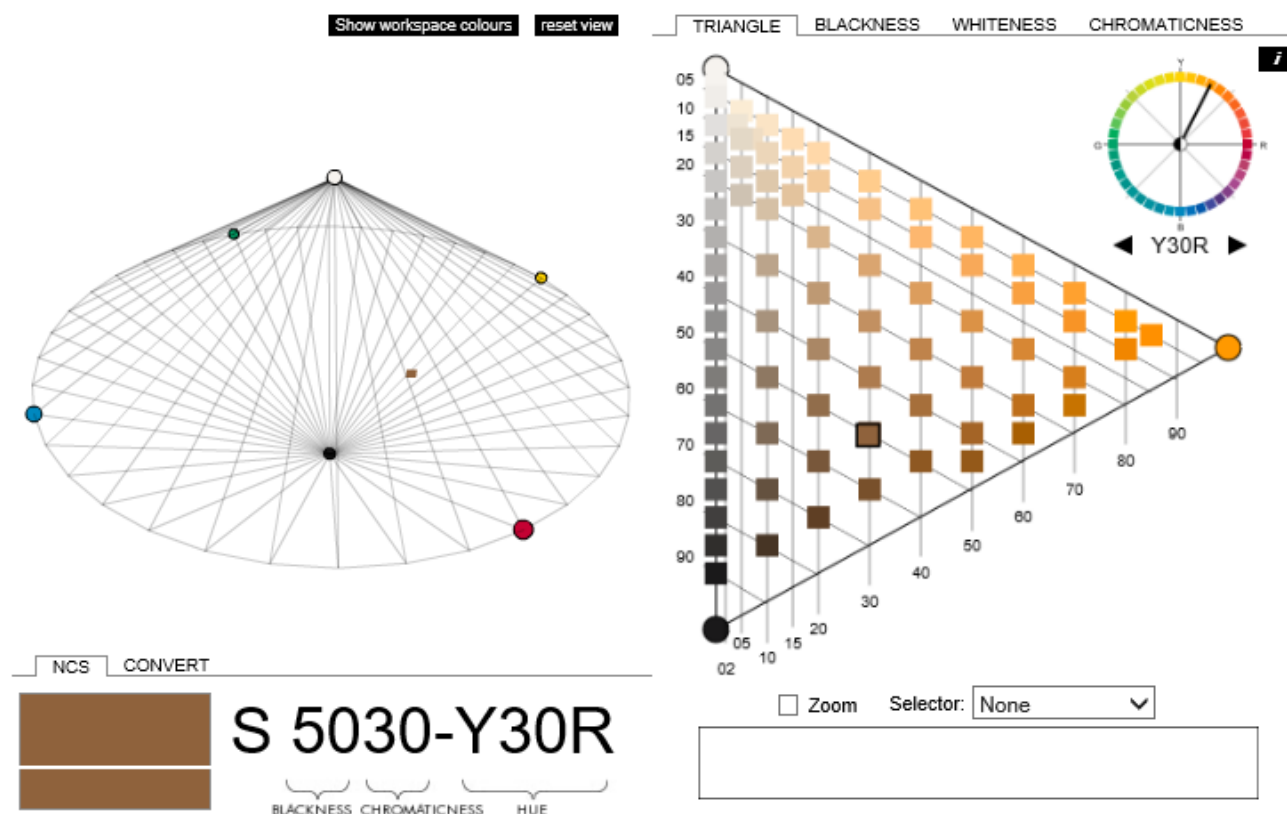 Show workspace colours reset view
TRIANGLE BLACKNESS WHITENESS CHROMATICNESS
i
Y
G R
B
Y30R
05
10
15
20
30
40
50
60
70
80
90
90
80
70
60
50
40
30
20
15
05
10
02
NCS CONVERT
S 5030-Y30R
BLACKNESS CHROMATICNESS HUE
Zoom Selector: None